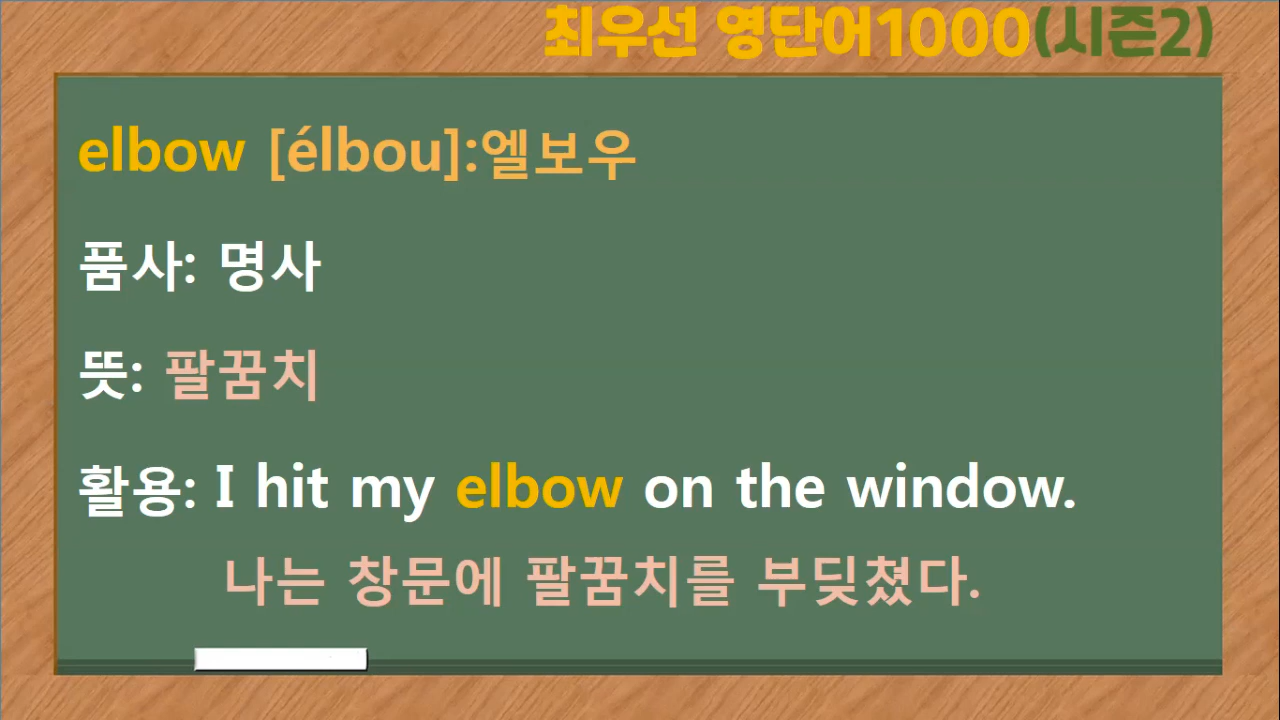 최우선 영단어1000(시즌2)
elbow [élbou]:엘보우
품사: 명사
뜻: 팔꿈치
활용: I hit my elbow on the window.
나는 창문에 팔꿈치를 부딪쳤다.